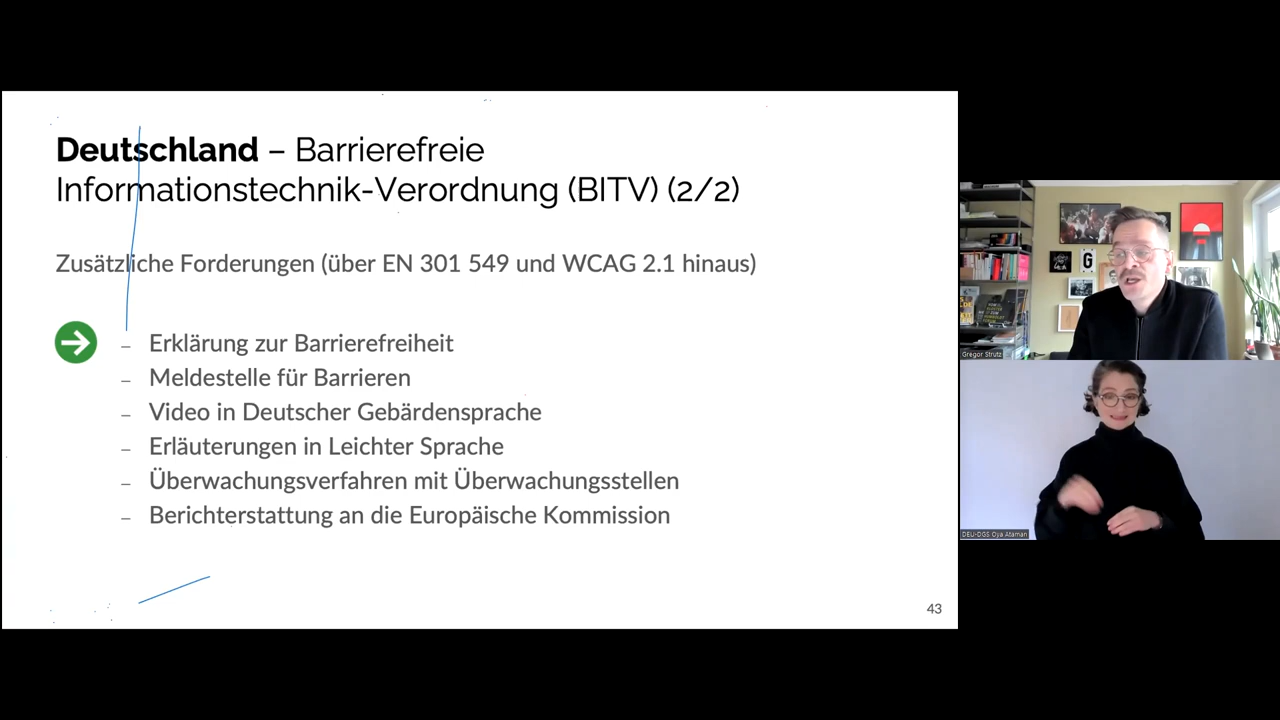 Deutschland – Barrierefreie
Informationstechnik-Verordnung (BITV) (2/2)
Zusätzliche Forderungen (über EN 301 549 und WCAG 2.1 hinaus)
– Erklärung zur Barrierefreiheit
– Meldestelle für Barrieren
– Video in Deutscher Gebärdensprache
– Erläuterungen in Leichter Sprache
– Überwachungsverfahren mit Überwachungsstellen
– Berichterstattung an die Europäische Kommission
43
G
Gregor Strutz
DEU-DGS Oya Ataman